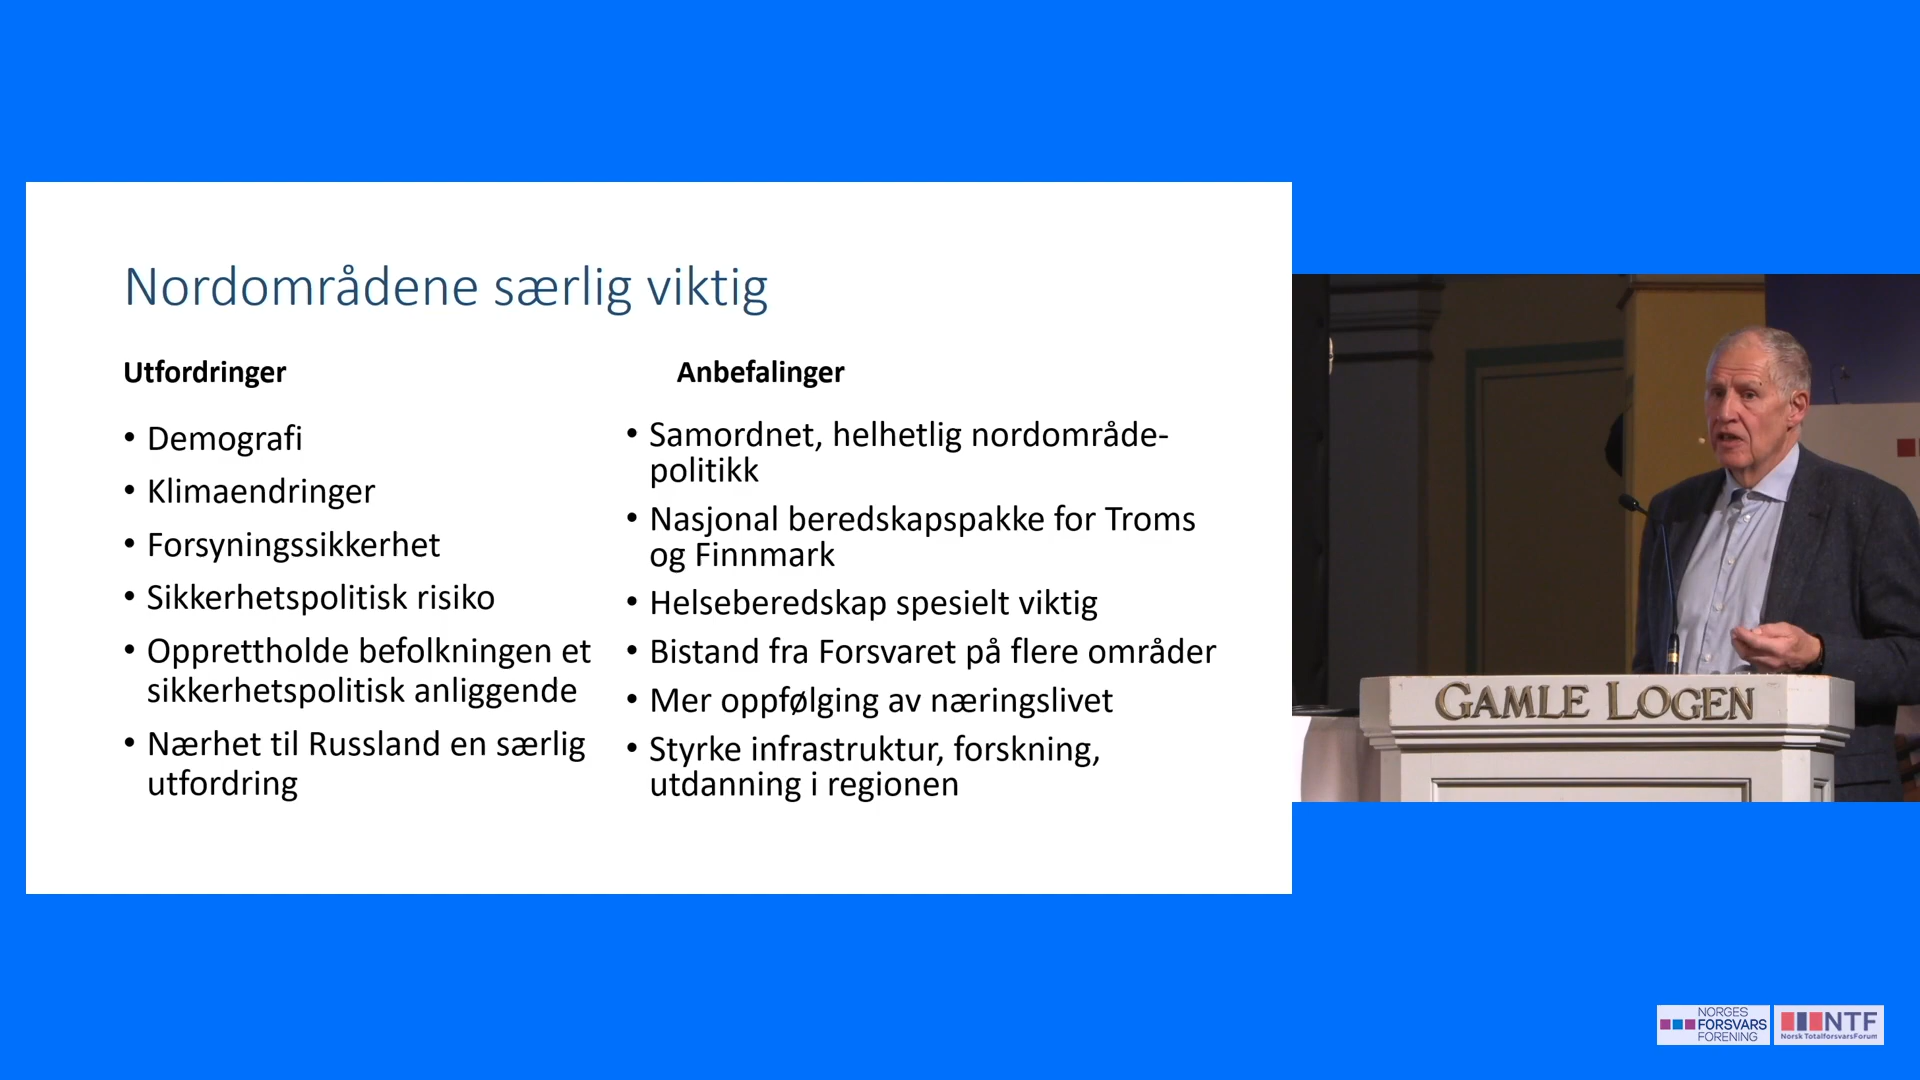 Nordområdene særlig viktig
Utfordringer
• Demografi
• Klimaendringer
• Forsyningssikkerhet
• Sikkerhetspolitisk risiko
• Opprettholde befolkningen et
sikkerhetspolitisk anliggende
• Nærhet til Russland en særlig
utfordring
Anbefalinger
• Samordnet, helhetlig nordområde-
politikk
• Nasjonal beredskapspakke for Troms
og Finnmark
• Helseberedskap spesielt viktig
• Bistand fra Forsvaret på flere områder
• Mer oppfølging av næringslivet
• Styrke infrastruktur, forskning,
utdanning i regionen
GAMLE LOGEN
NORGES
FORSVARS
FORENING
NTF
Norsk TotalforsvarsForum